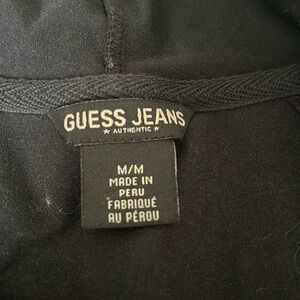 GUESS JEANS
★ AUTHENTIC ★
M/M
MADE IN
PERU
FABRIQUÉ
AU PÉROU